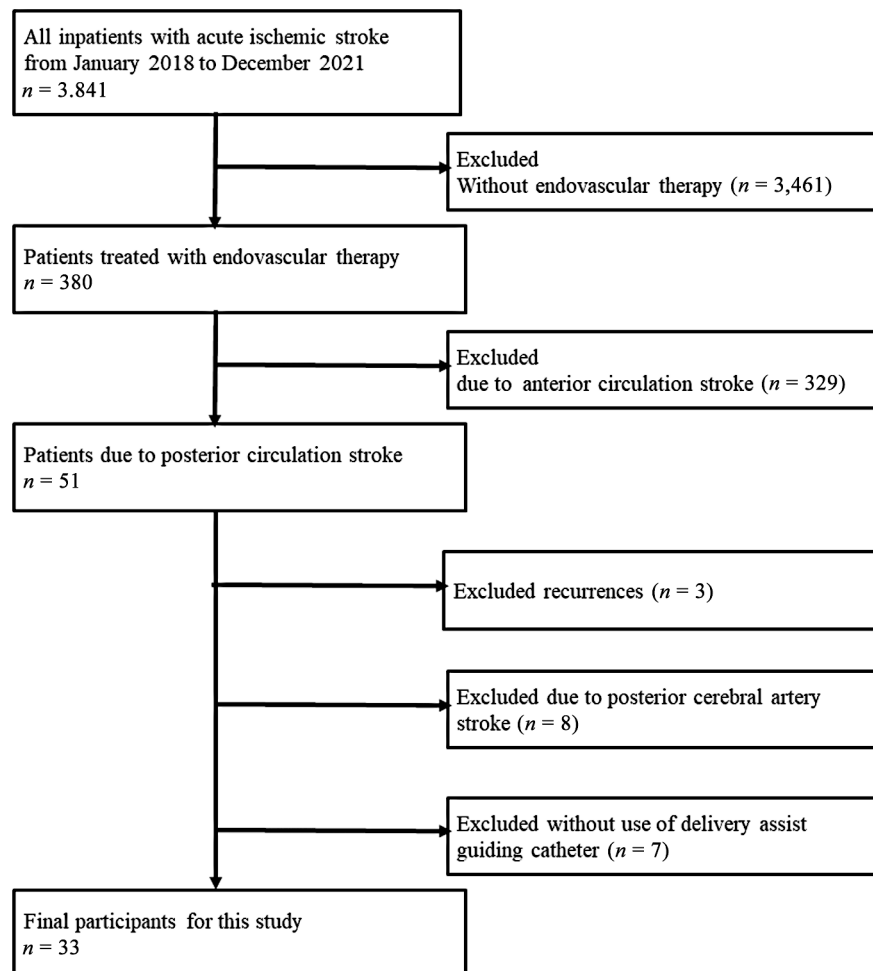 All inpatients with acute ischemic stroke
from January 2018 to December 2021
n = 3.841
Excluded
Without endovascular therapy (n = 3,461)
Patients treated with endovascular therapy
n = 380
Excluded
due to anterior circulation stroke (n = 329)
Patients due to posterior circulation stroke
n = 51
Excluded recurrences (n = 3)
Excluded due to posterior cerebral artery
stroke (n = 8)
Excluded without use of delivery assist
guiding catheter (n = 7)
Final participants for this study
n = 33